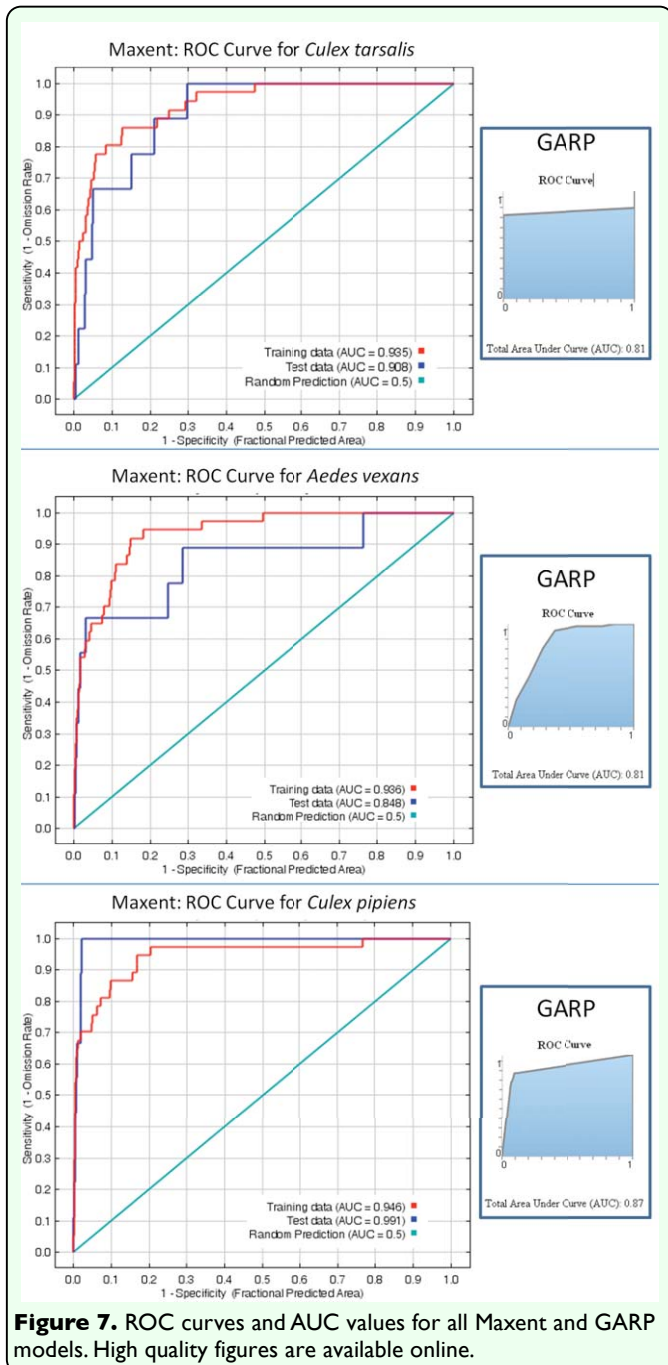 Maxent: ROC Curve for Culex tarsalis
1.0
0.9
0.8
0.7
0.6
0.5
0.4
0.3
0.2
0.1
0.0
Sensitivity (1 - Omission Rate)
Training data (AUC = 0.935)
Test data (AUC = 0.908)
Random Prediction (AUC = 0.5)
0.0 0.1 0.2 0.3 0.4 0.5 0.6 0.7 0.8 0.9 1.0
1 - Specificity (Fractional Predicted Area)
GARP
ROC Curve
1
0
0 1
Total Area Under Curve (AUC): 0.81
Maxent: ROC Curve for Aedes vexans
1.0
0.9
0.8
0.7
0.6
0.5
0.4
0.3
0.2
0.1
0.0
Sensitivity (1 - Omission Rate)
Training data (AUC = 0.936)
Test data (AUC = 0.848)
Random Prediction (AUC = 0.5)
0.0 0.1 0.2 0.3 0.4 0.5 0.6 0.7 0.8 0.9 1.0
1 - Specificity (Fractional Predicted Area)
GARP
ROC Curve
1
0
0 1
Total Area Under Curve (AUC): 0.81
Maxent: ROC Curve for Culex pipiens
1.0
0.9
0.8
0.7
0.6
0.5
0.4
0.3
0.2
0.1
0.0
Sensitivity (1 - Omission Rate)
Training data (AUC = 0.946)
Test data (AUC = 0.991)
Random Prediction (AUC = 0.5)
0.0 0.1 0.2 0.3 0.4 0.5 0.6 0.7 0.8 0.9 1.0
1 - Specificity (Fractional Predicted Area)
GARP
ROC Curve
1
0
0 1
Total Area Under Curve (AUC): 0.87
Figure 7. ROC curves and AUC values for all Maxent and GARP
models. High quality figures are available online.